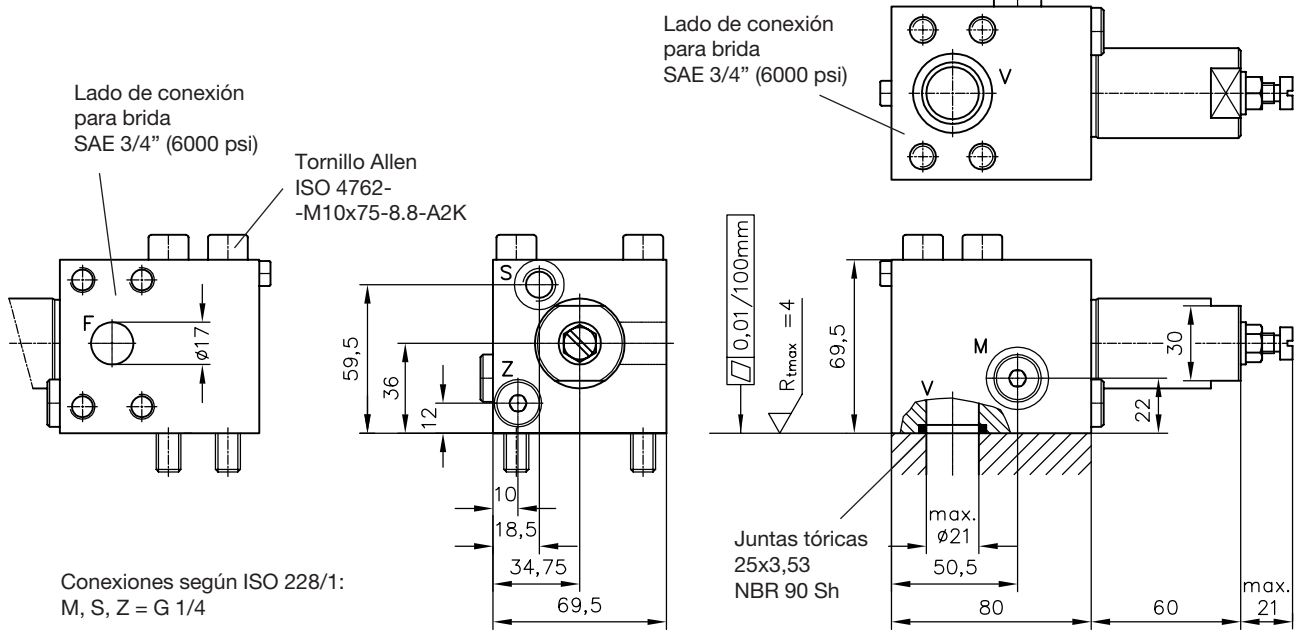 Lado de conexión
para brida
SAE 3/4” (6000 psi)
V
Lado de conexión
para brida
SAE 3/4” (6000 psi)
Tornillo Allen
ISO 4762-
-M10x75-8.8-A2K
F
ø17
S
Z
59,5
36
12
10
18,5
34,75
69,5
0,01/100mm
Rtmax =4
69,5
M
V
30
22
max.
ø21
50,5
80
60
max.
21
Juntas tóricas
25x3,53
NBR 90 Sh
Conexiones según ISO 228/1:
M, S, Z = G 1/4